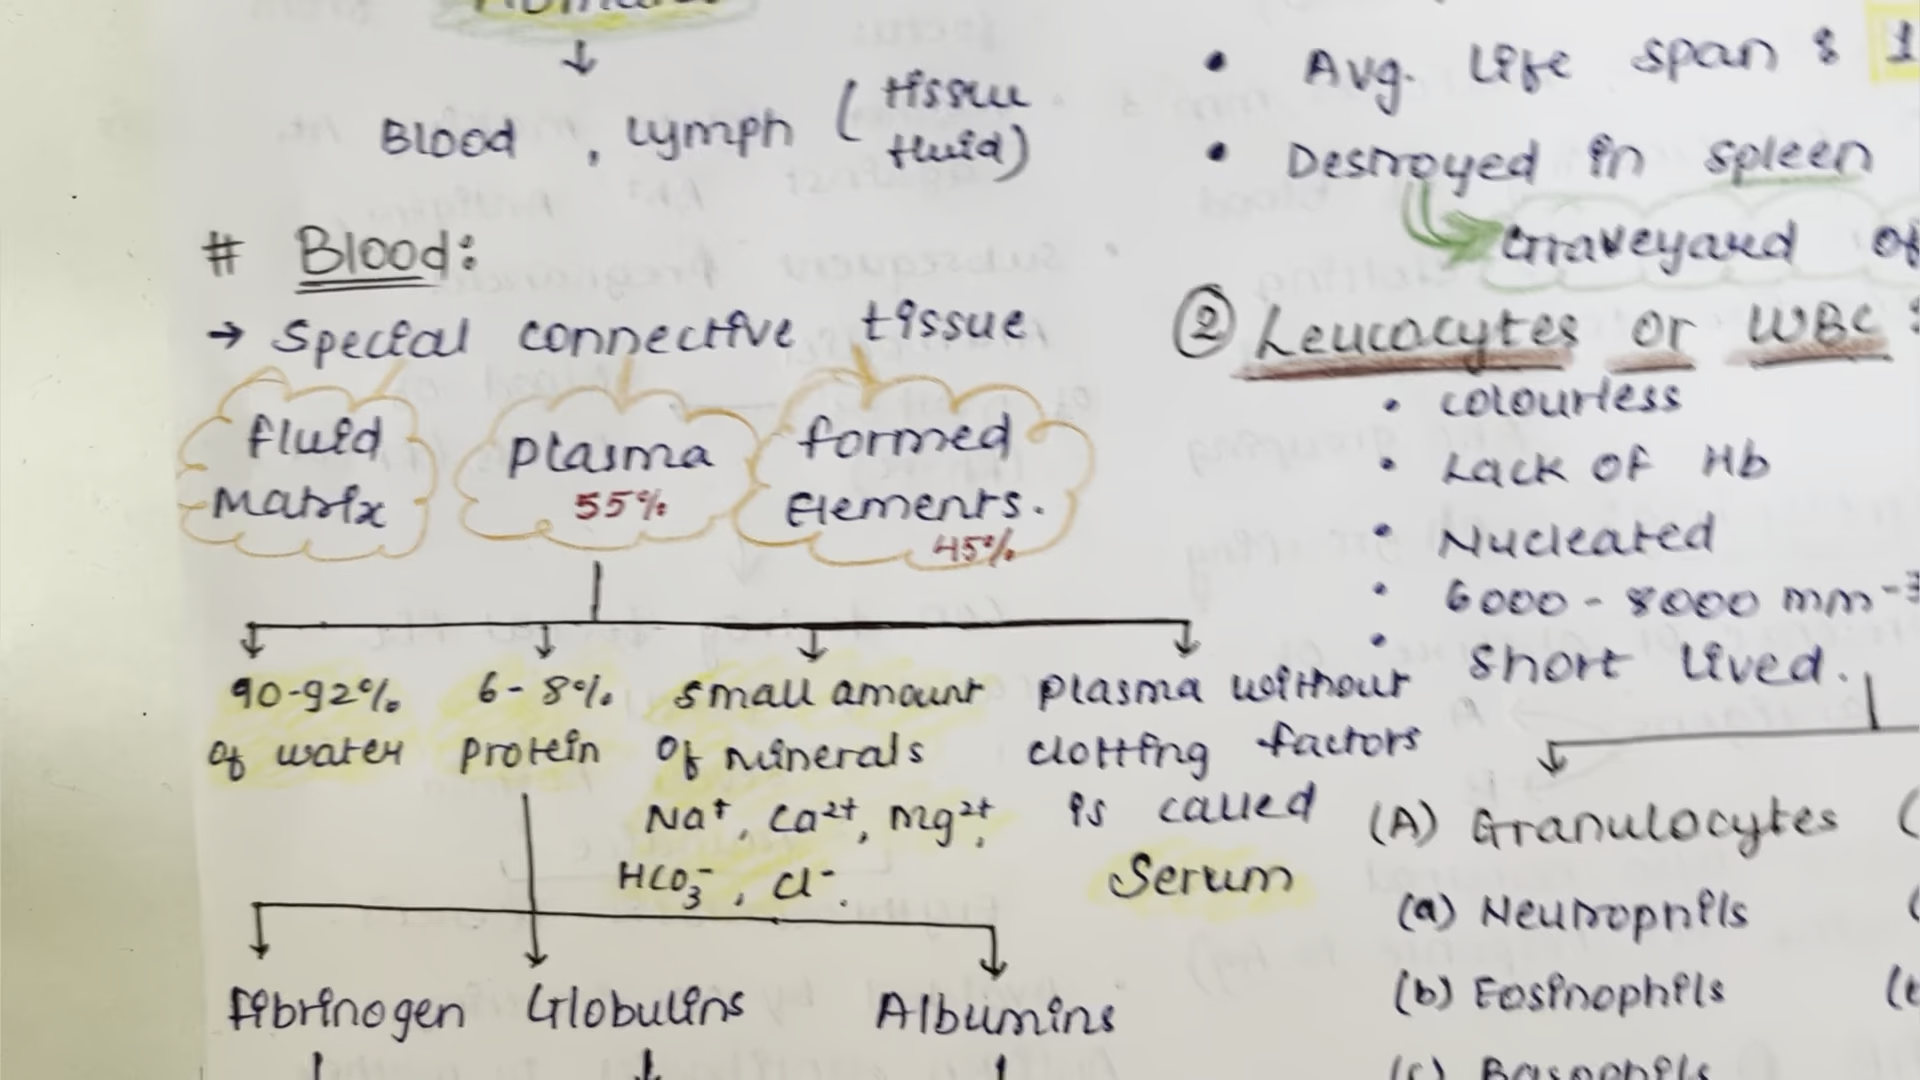 Blood, Lymph (tissue
fluid)
# Blood:
→ Special connective tissue
fluid
Matrix
Plasma
55%
formed
Elements.
45%
90-92%
of water
6-8%
Protein
small amount
of minerals
Na⁺, Ca²⁺, Mg²⁺,
HCO₃⁻, Cl⁻.
Plasma without
clotting factors
is called
Serum
Fibrinogen Globulins Albumins
• Avg. Life span :
• Destroyed in spleen
Graveyard of
② Leucocytes or WBC :
• colourless
• Lack of Hb
• Nucleated
• 6000 - 8000 mm⁻³
• Short lived.
(A) Granulocytes
(a) Neutrophils
(b) Eosinophils
(c) Basophils